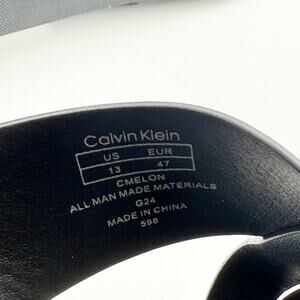 Calvin Klein
US EUR
13 47
CMELON
ALL MAN MADE MATERIALS
G24
MADE IN CHINA
598